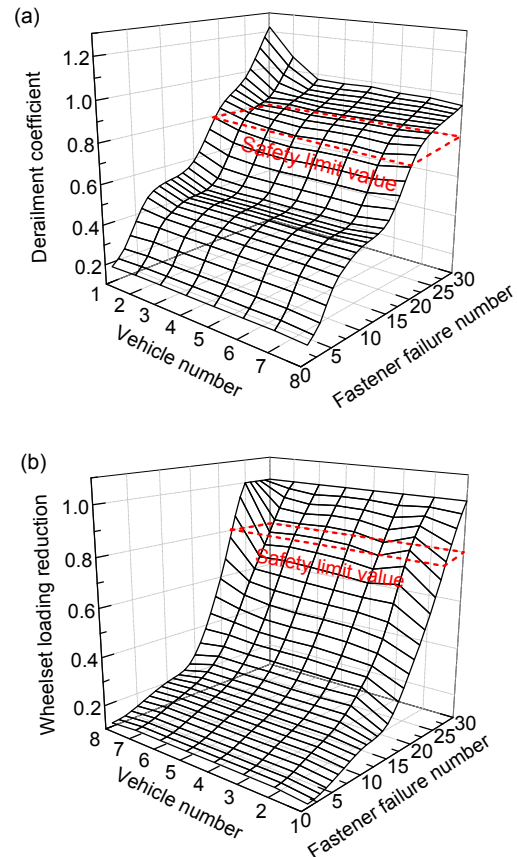 (a)
1.2
1.0
0.8
0.6
0.4
0.2
Derailment coefficient
Safety limit value
1 2 3 4 5 6 7 8
Vehicle number
0 5 10 15 20 25 30
Fastener failure number
(b)
1.0
0.8
0.6
0.4
0.2
Wheelset loading reduction
Safety limit value
8 7 6 5 4 3 2 1
Vehicle number
0 5 10 15 20 25 30
Fastener failure number